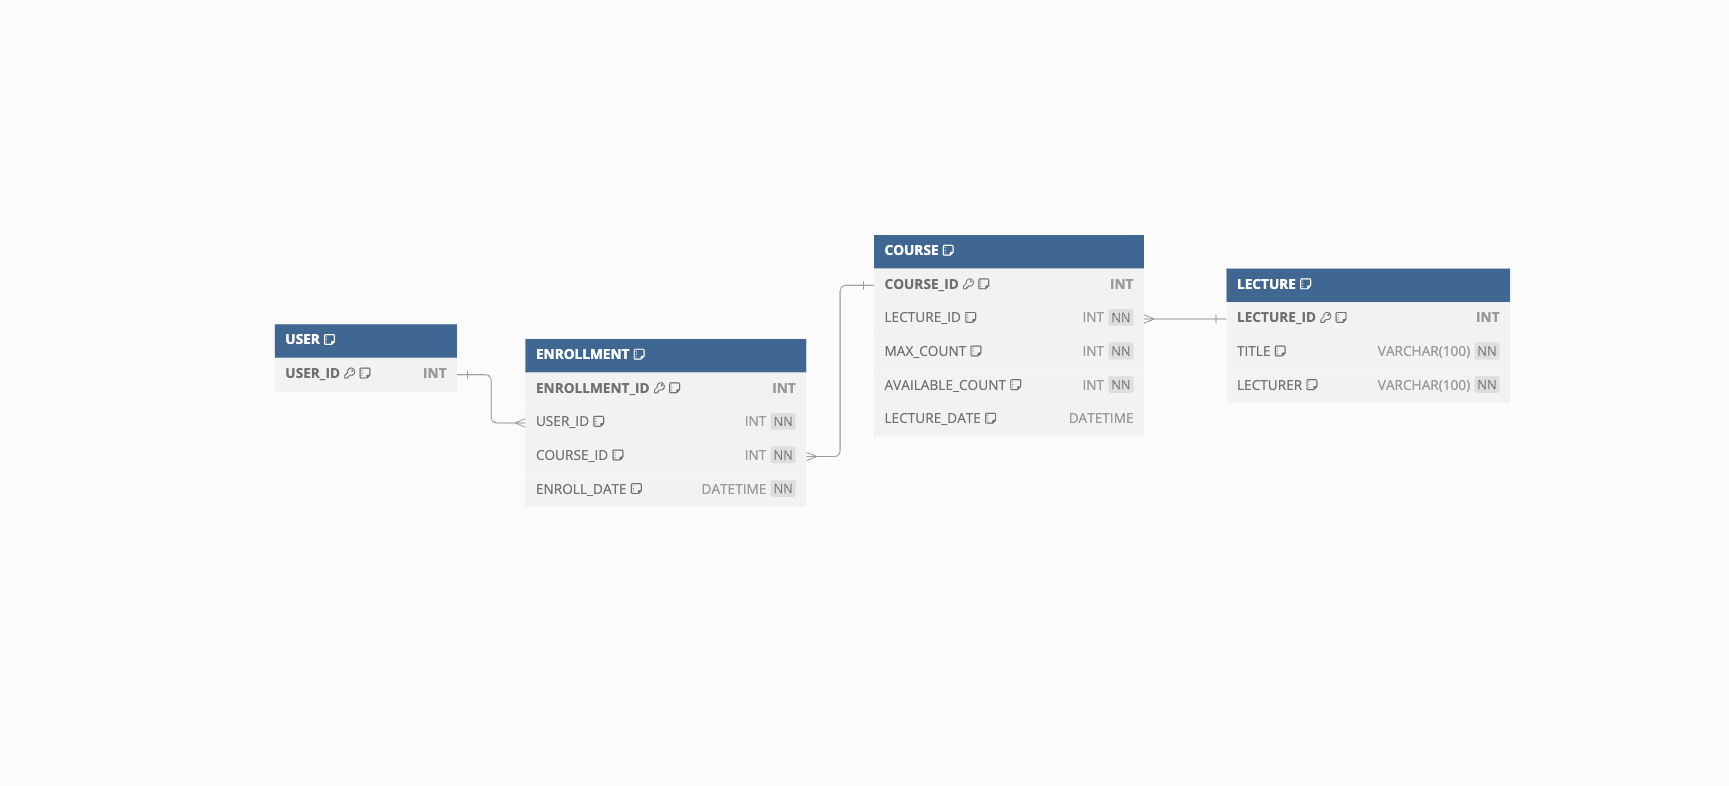 USER
USER_ID INT
ENROLLMENT
ENROLLMENT_ID INT
USER_ID INT NN
COURSE_ID INT NN
ENROLL_DATE DATETIME NN
COURSE
COURSE_ID INT
LECTURE_ID INT NN
MAX_COUNT INT NN
AVAILABLE_COUNT INT NN
LECTURE_DATE DATETIME
LECTURE
LECTURE_ID INT
TITLE VARCHAR(100) NN
LECTURER VARCHAR(100) NN